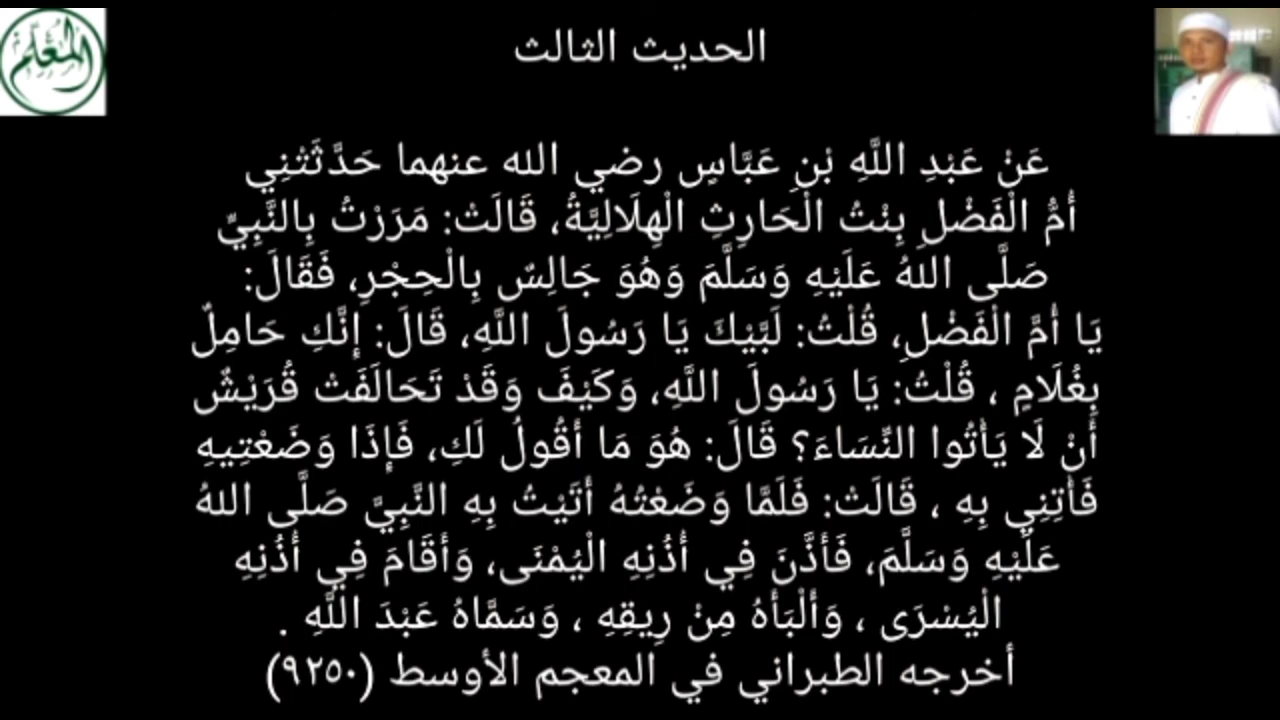 المعلم
الحديث الثالث
عَنْ عَبْدِ اللَّهِ بْنِ عَبَّاسٍ رضي الله عنهما حَدَّثَتْنِي
أُمُّ الْفَضْلِ بِنْتُ الْحَارِثِ الْهِلَالِيَّةُ، قَالَتْ: مَرَرْتُ بِالنَّبِيِّ
صَلَّى اللهُ عَلَيْهِ وَسَلَّمَ وَهُوَ جَالِسٌ بِالْحِجْرِ، فَقَالَ:
يَا أُمَّ الْفَضْلِ، قُلْتُ: لَبَّيْكَ يَا رَسُولَ اللَّهِ، قَالَ: إِنَّكِ حَامِلٌ
بِغُلَامٍ ، قُلْتُ: يَا رَسُولَ اللَّهِ، وَكَيْفَ وَقَدْ تَحَالَفَتْ قُرَيْشٌ
أَنْ لَا يَأْتُوا النِّسَاءَ؟ قَالَ: هُوَ مَا أَقُولُ لَكِ، فَإِذَا وَضَعْتِيهِ
فَأْتِنِي بِهِ ، قَالَتْ: فَلَمَّا وَضَعْتُهُ أَتَيْتُ بِهِ النَّبِيَّ صَلَّى اللهُ
عَلَيْهِ وَسَلَّمَ، فَأَذَّنَ فِي أُذُنِهِ الْيُمْنَى، وَأَقَامَ فِي أُذُنِهِ
الْيُسْرَى ، وَأَلْبَأَهُ مِنْ رِيقِهِ ، وَسَمَّاهُ عَبْدَ اللَّهِ .
أخرجه الطبراني في المعجم الأوسط (٩٢٥٠)